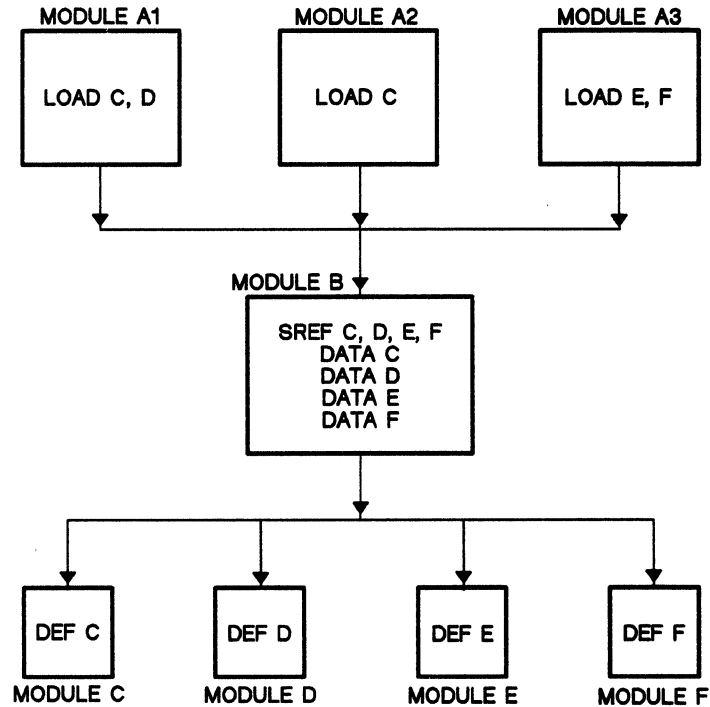 MODULE A1
MODULE A2
MODULE A3
LOAD C, D
LOAD C
LOAD E, F
MODULE B
SREF C, D, E, F
DATA C
DATA D
DATA E
DATA F
DEF C
DEF D
DEF E
DEF F
MODULE C
MODULE D
MODULE E
MODULE F